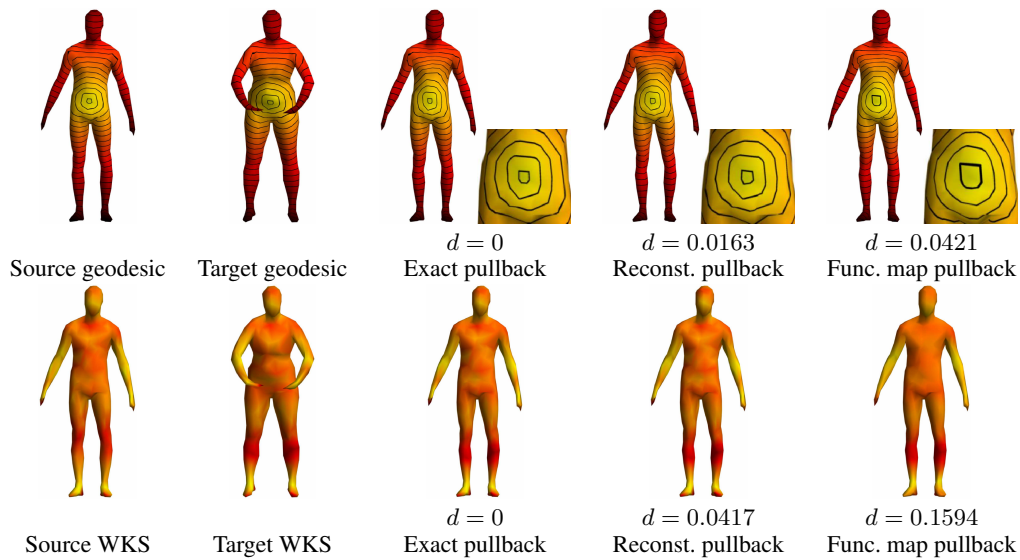 d = 0 d = 0.0163 d = 0.0421
Source geodesic Target geodesic Exact pullback Reconst. pullback Func. map pullback
d = 0 d = 0.0417 d = 0.1594
Source WKS Target WKS Exact pullback Reconst. pullback Func. map pullback